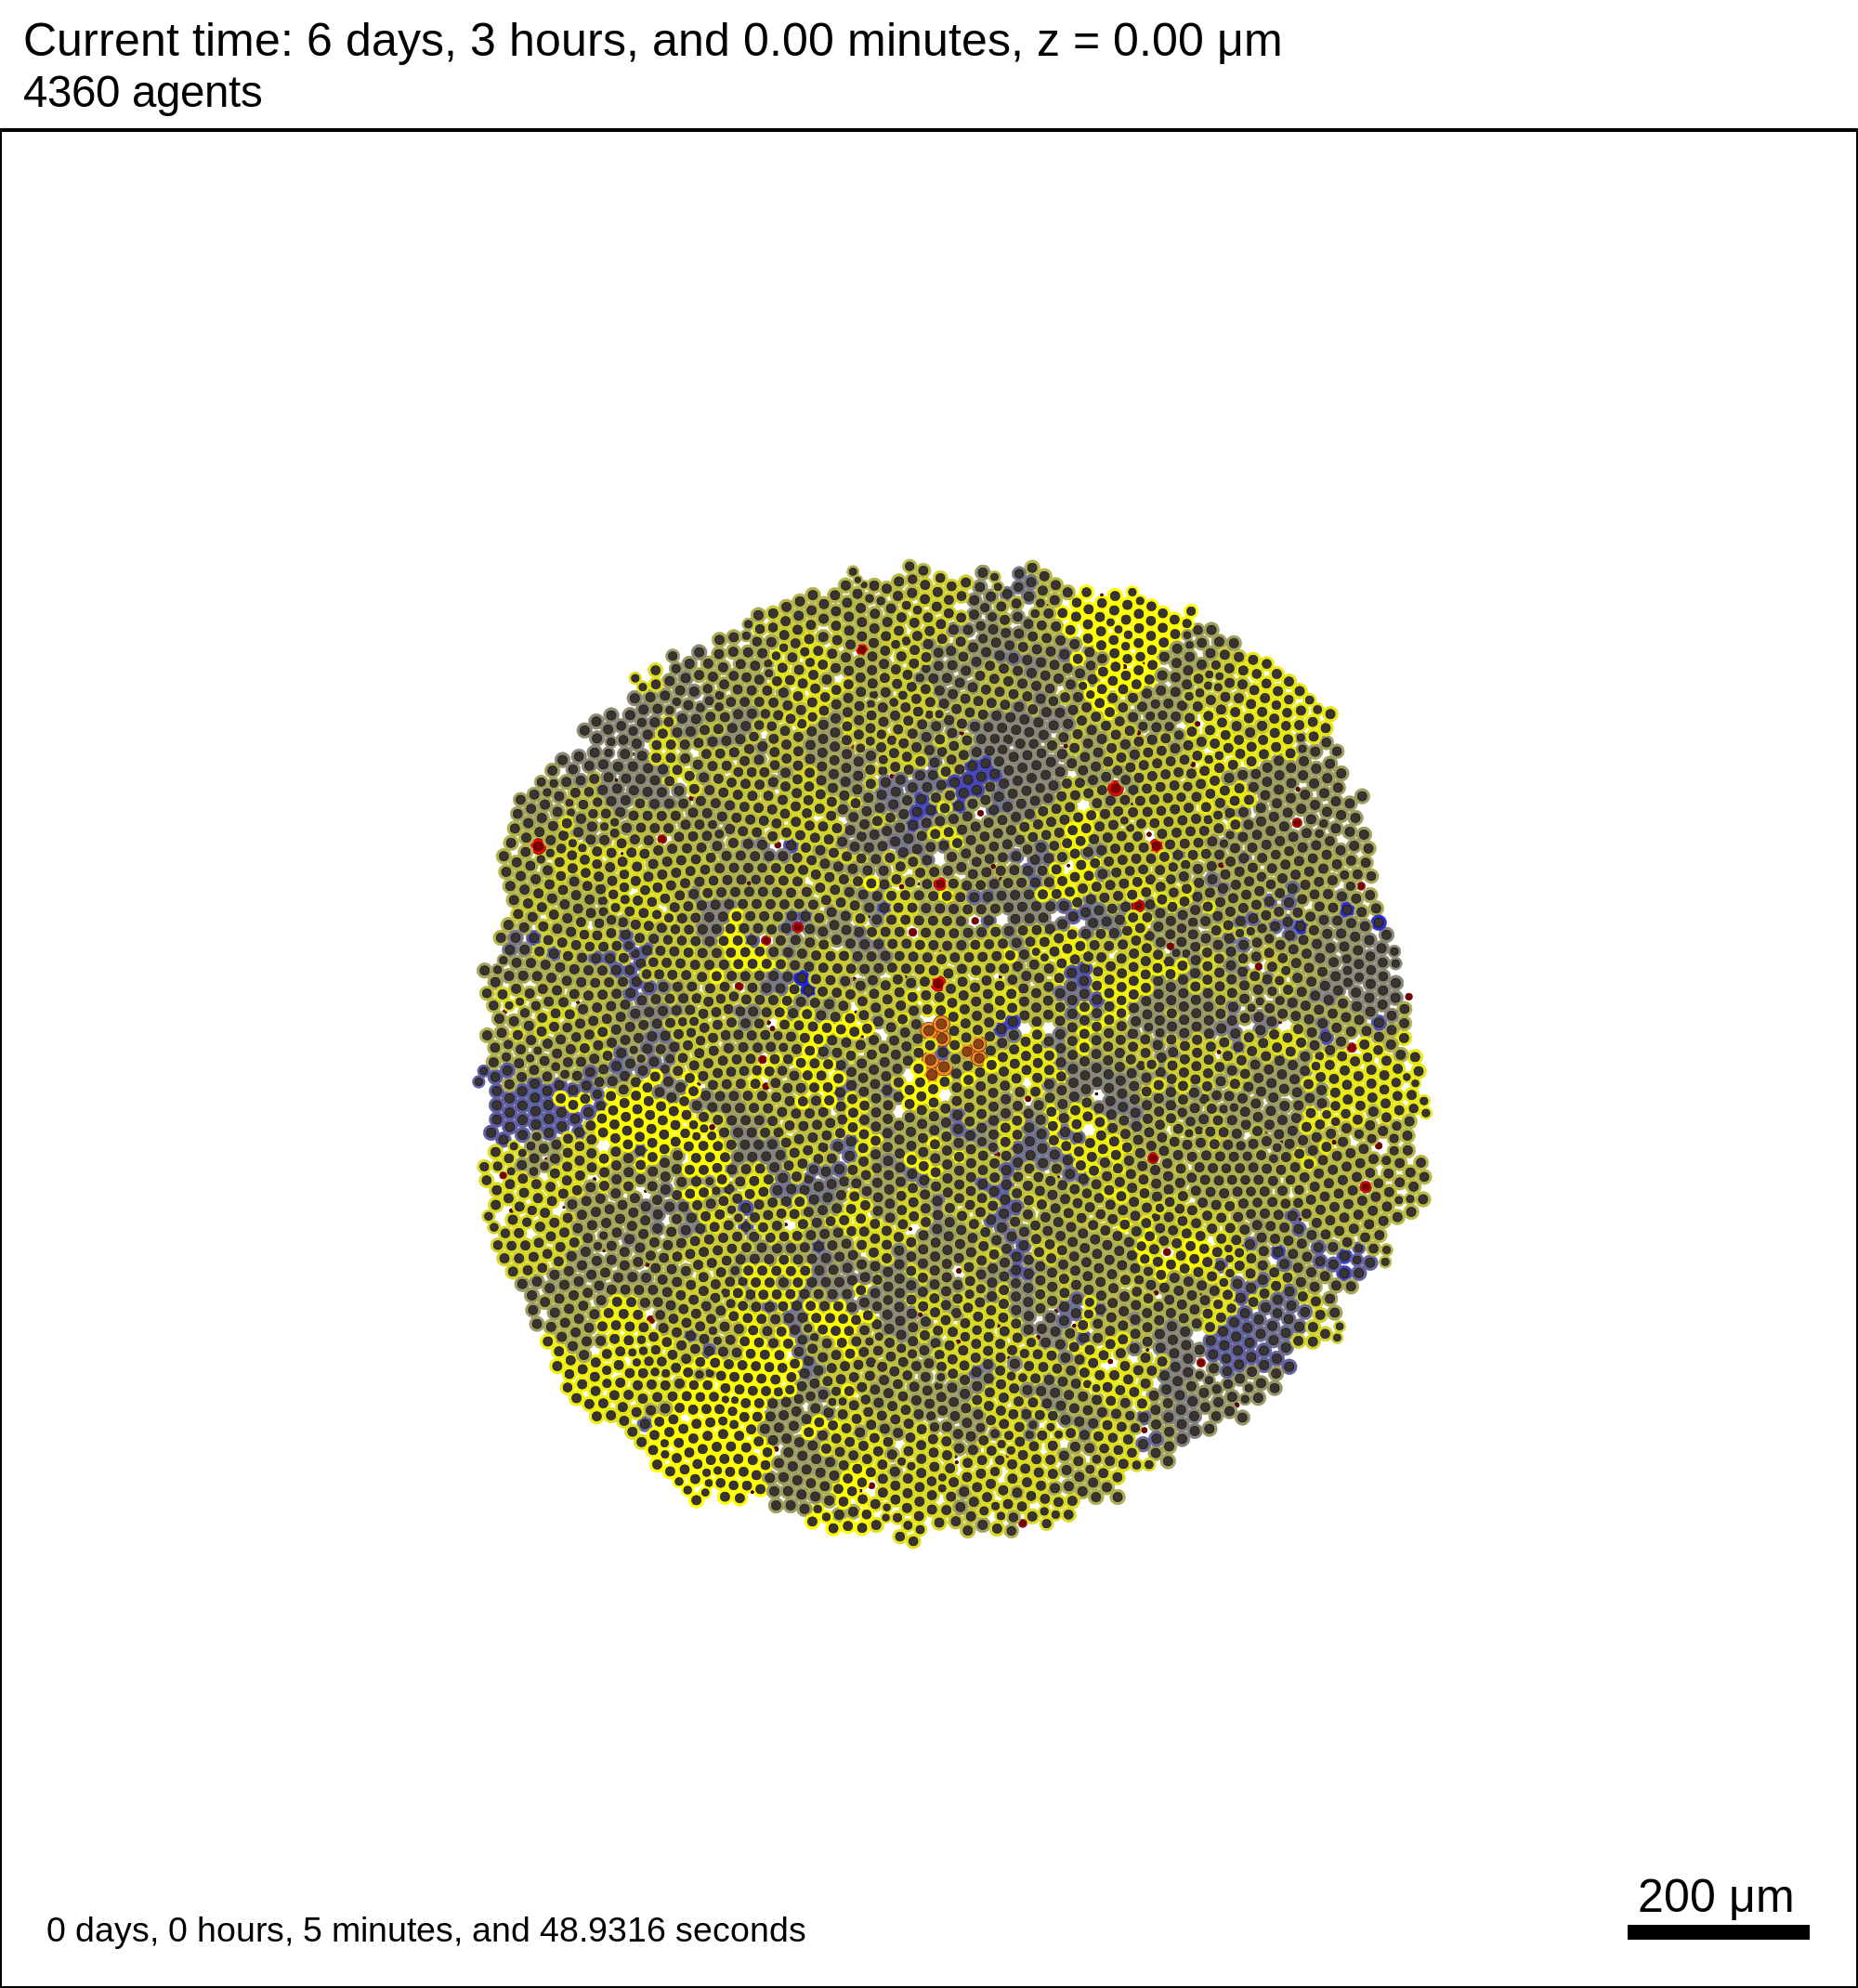 Current time: 6 days, 3 hours, and 0.00 minutes, z = 0.00 μm
4360 agents
200 μm
0 days, 0 hours, 5 minutes, and 48.9316 seconds